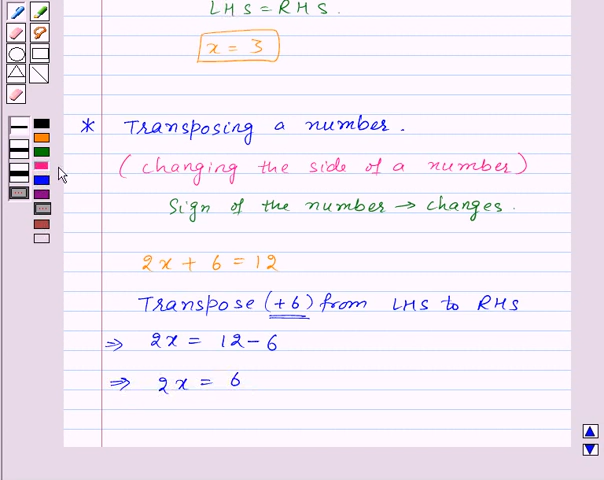 LHS = RHS.
x = 3
* Transposing a number.
(changing the side of a number)
Sign of the number → changes.
2x + 6 = 12
Transpose (+6) from LHS to RHS
⇒ 2x = 12 - 6
⇒ 2x = 6